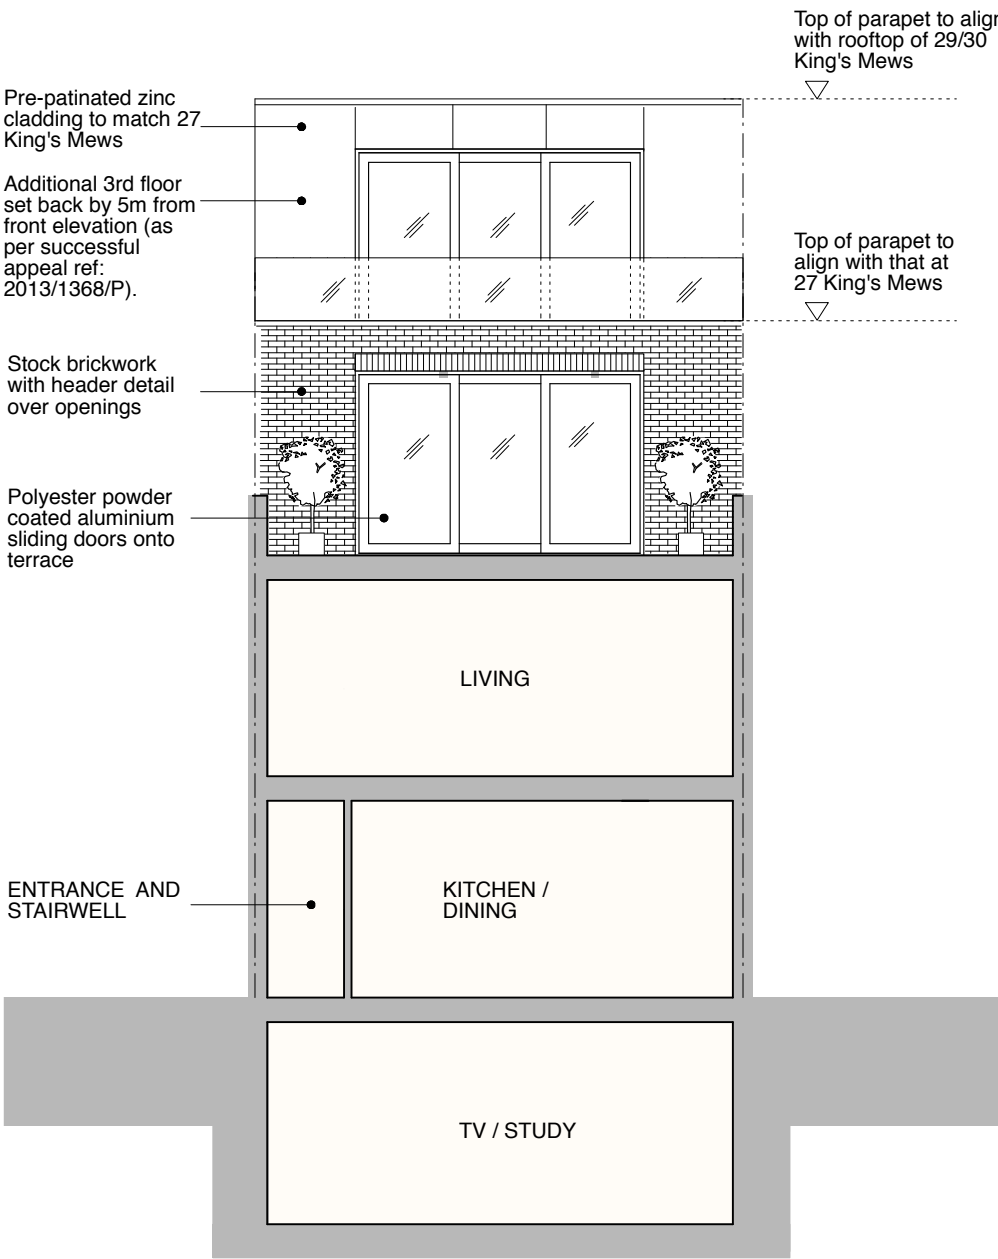 Top of parapet to align
with rooftop of 29/30
King's Mews
Pre-patinated zinc
cladding to match 27
King's Mews
Additional 3rd floor
set back by 5m from
front elevation (as
per successful
appeal ref:
2013/1368/P).
Top of parapet to
align with that at
27 King's Mews
Stock brickwork
with header detail
over openings
Polyester powder
coated aluminium
sliding doors onto
terrace
LIVING
ENTRANCE AND
STAIRWELL
KITCHEN /
DINING
TV / STUDY